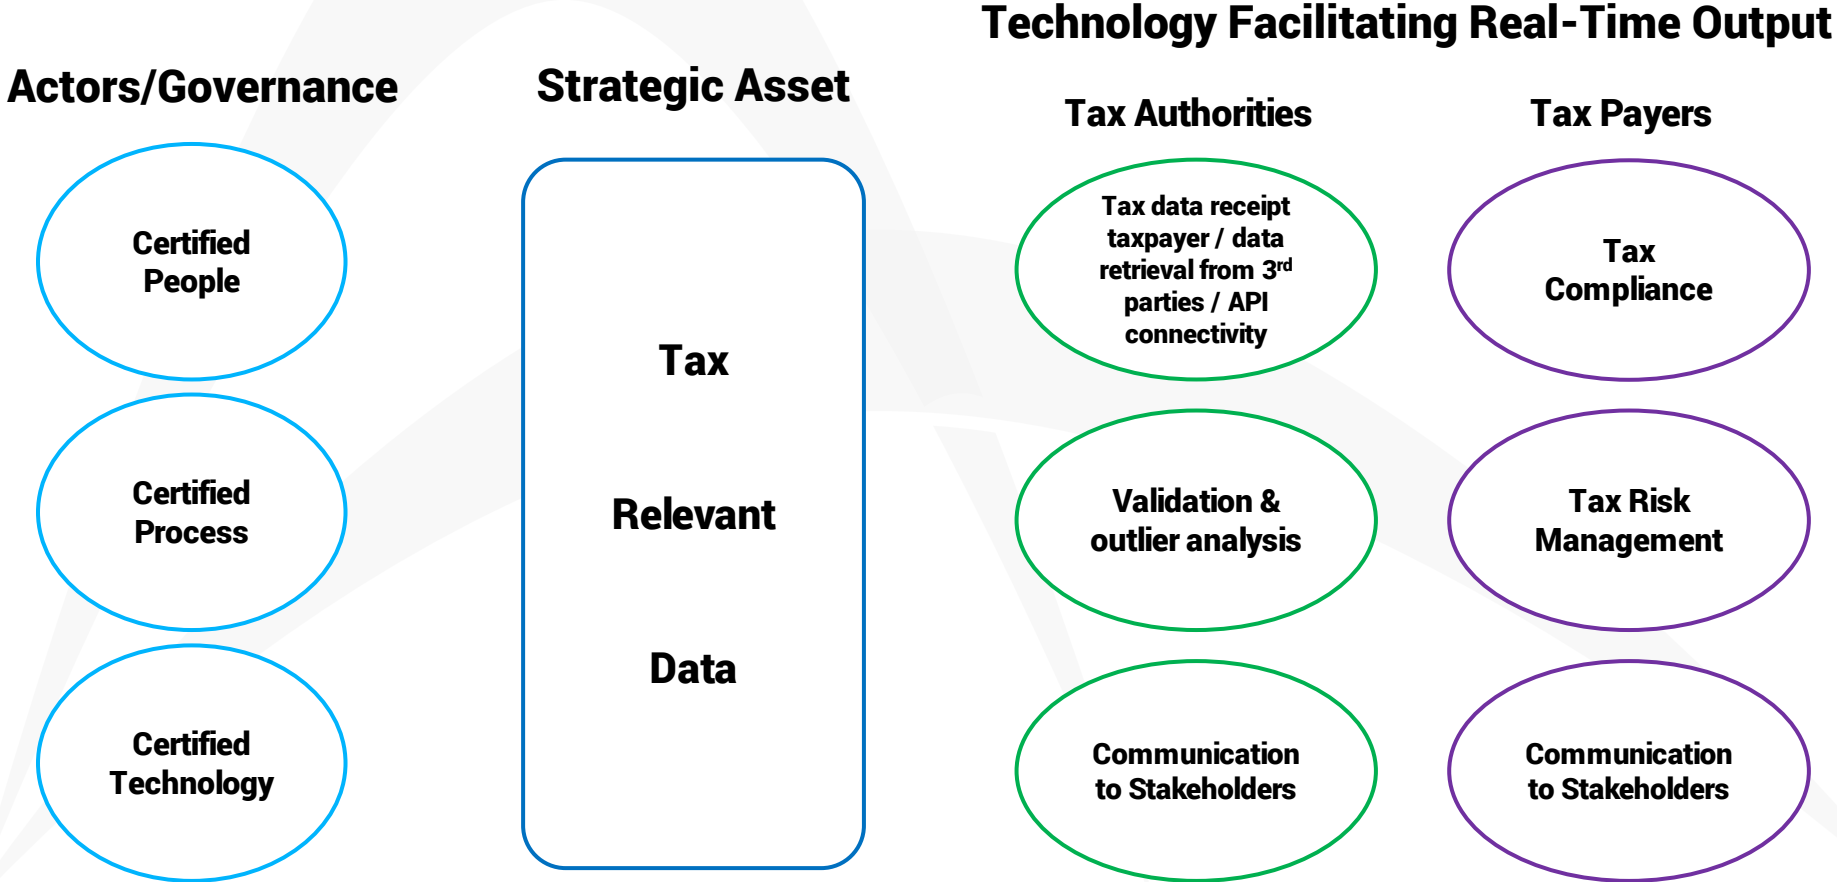 Technology Facilitating Real-Time Output
Actors/Governance
Strategic Asset
Tax Authorities
Tax Payers
Certified
People
Certified
Process
Certified
Technology
Tax
Relevant
Data
Tax data receipt
taxpayer / data
retrieval from 3rd
parties / API
connectivity
Validation &
outlier analysis
Communication
to Stakeholders
Tax
Compliance
Tax Risk
Management
Communication
to Stakeholders